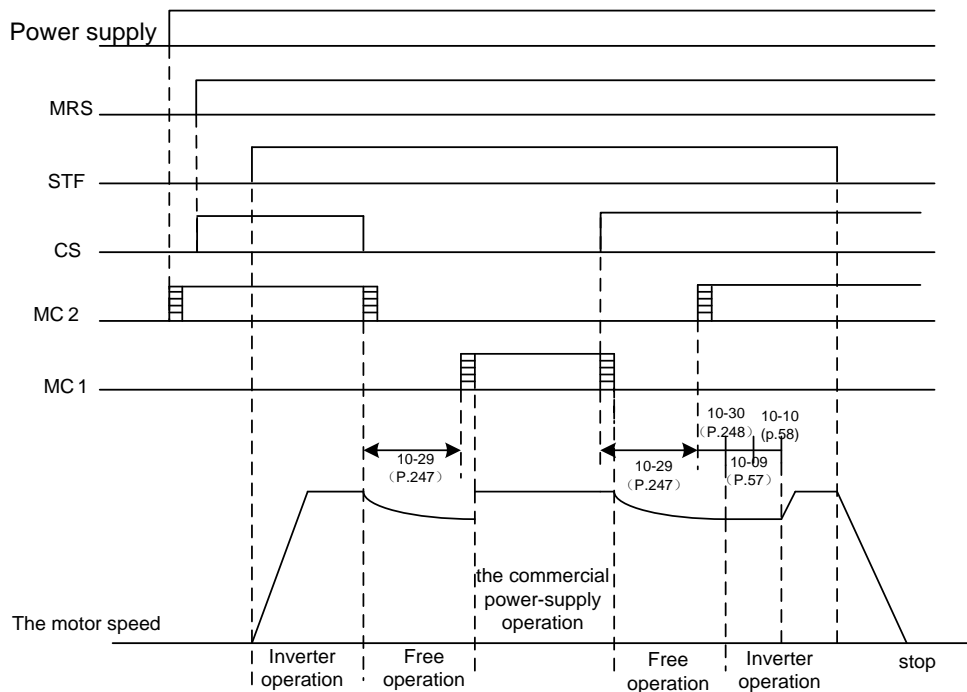 Power supply
MRS
STF
CS
MC 2
MC 1
10-30
（P.248）
10-10
(p.58)
10-29
（P.247）
10-29
（P.247）
10-09
（P.57）
the commercial
power-supply
operation
The motor speed
Inverter
operation
Free
operation
Free
operation
Inverter
operation
stop